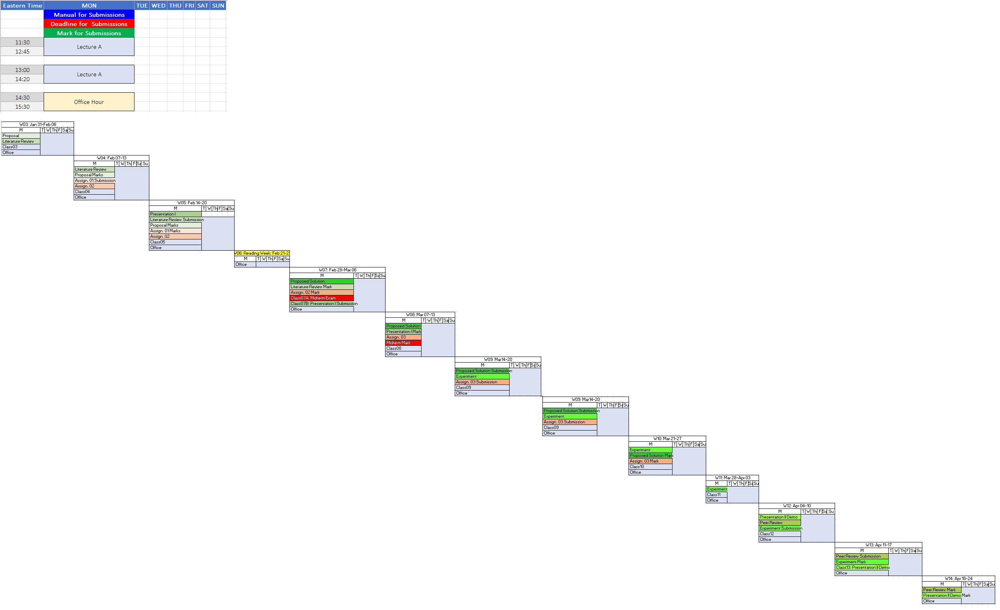 Eastern Time MON TUE WED THU FRI SAT SUN
Manual for Submissions
Deadline for Submissions
Mark for Submissions
11:30
Lecture A
12:45
13:00
Lecture A
14:20
14:30
Office Hour
15:30
W03: Jan 31-Feb 06
M T W Th F Sa Su
Proposal
Literature Review
Class03
Office
W04: Feb 07-13
M T W Th F Sa Su
Literature Review
Proposal Marks
Assign. 01 Submission
Assign. 02
Class04
Office
W05: Feb 14-20
M T W Th F Sa Su
Presentation I
Literature Review Submission
Proposal Marks
Assign. 01 Marks
Assign. 02
Class05
Office
W06: Reading Week: Feb 21-2
M T W Th F Sa Su
Office
W07: Feb 28-Mar 06
M T W Th F Sa Su
Proposed Solution
Literature Review Mark
Assign. 02 Mark
Class07A: Midterm Exam
Class07B: Presentation I Submission
Office
W08: Mar 07-13
M T W Th F Sa Su
Proposed Solution
Presentation I Mark
Assign. 03
Midterm Mark
Class08
Office
W09: Mar14-20
M T W Th F Sa Su
Proposed Solution Submission
Experiment
Assign. 03 Submission
Class09
Office
W09: Mar14-20
M T W Th F Sa Su
Proposed Solution Submission
Experiment
Assign. 03 Submission
Class09
Office
W10: Mar 21-27
M T W Th F Sa Su
Experiment
Proposed Solution Mark
Assign. 03 Mark
Class10
Office
W11: Mar 28-Apr 03
M T W Th F Sa Su
Experiment
Class11
Office
W12: Apr 04-10
M T W Th F Sa Su
Presentation II Demo
Peer Review
Experiment Submission
Class12
Office
W13: Apr 11-17
M T W Th F Sa Su
Peer Review Submission
Experiment Mark
Class13: Presentation II Demo
Office
W14: Apr 18-24
M T W Th F Sa Su
Peer Review Mark
Presentation II Demo Mark
Office